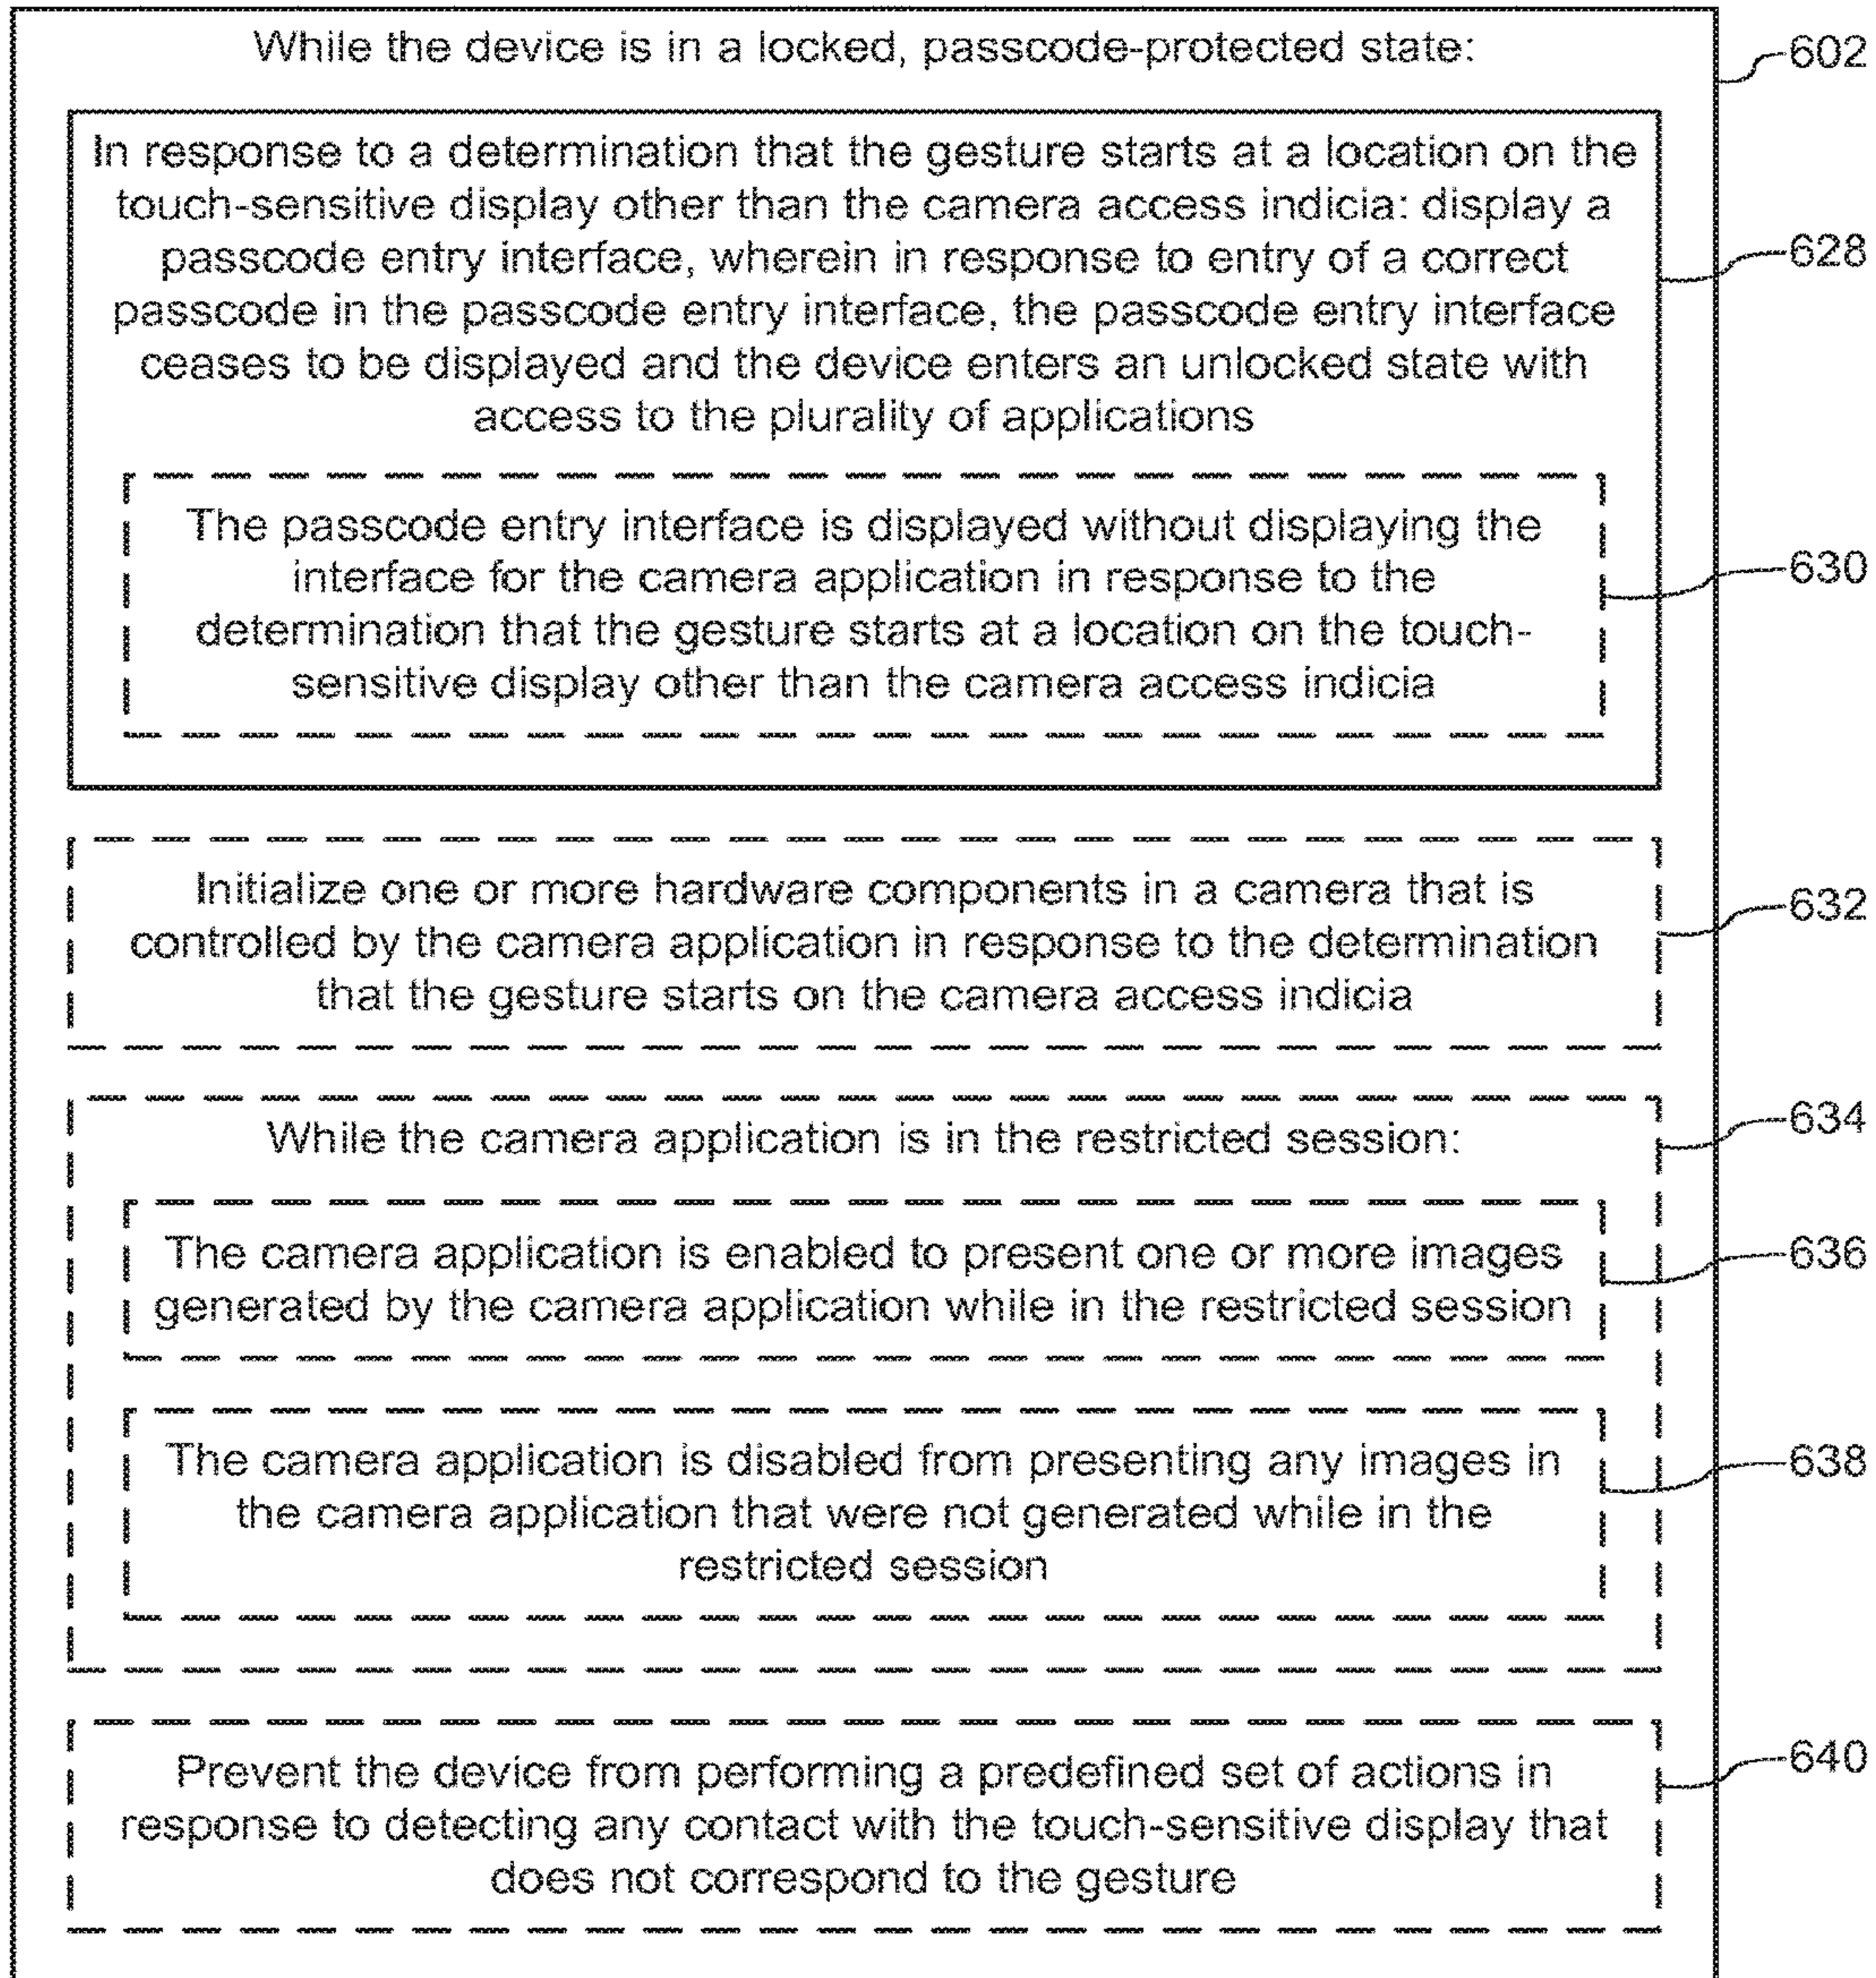 While the device is in a locked, passcode-protected state:
602
In response to a determination that the gesture starts at a location on the
touch-sensitive display other than the camera access indicia: display a
passcode entry interface, wherein in response to entry of a correct
passcode in the passcode entry interface, the passcode entry interface
ceases to be displayed and the device enters an unlocked state with
access to the plurality of applications
628
The passcode entry interface is displayed without displaying the
interface for the camera application in response to the
determination that the gesture starts at a location on the touch-
sensitive display other than the camera access indicia
630
Initialize one or more hardware components in a camera that is
controlled by the camera application in response to the determination
that the gesture starts on the camera access indicia
632
While the camera application is in the restricted session:
634
The camera application is enabled to present one or more images
generated by the camera application while in the restricted session
636
The camera application is disabled from presenting any images in
the camera application that were not generated while in the
restricted session
638
Prevent the device from performing a predefined set of actions in
response to detecting any contact with the touch-sensitive display that
does not correspond to the gesture
640